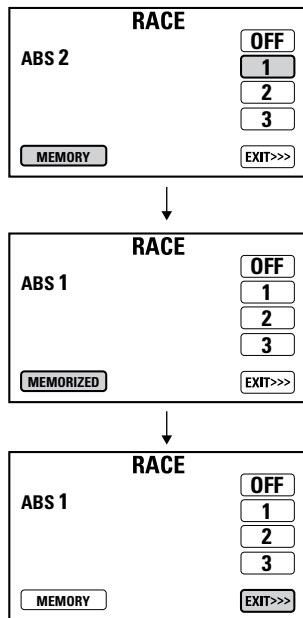 RACE
ABS 2
OFF
1
2
3
MEMORY
EXIT>>>
RACE
ABS 1
OFF
1
2
3
MEMORIZED
EXIT>>>
RACE
ABS 1
OFF
1
2
3
MEMORY
EXIT>>>